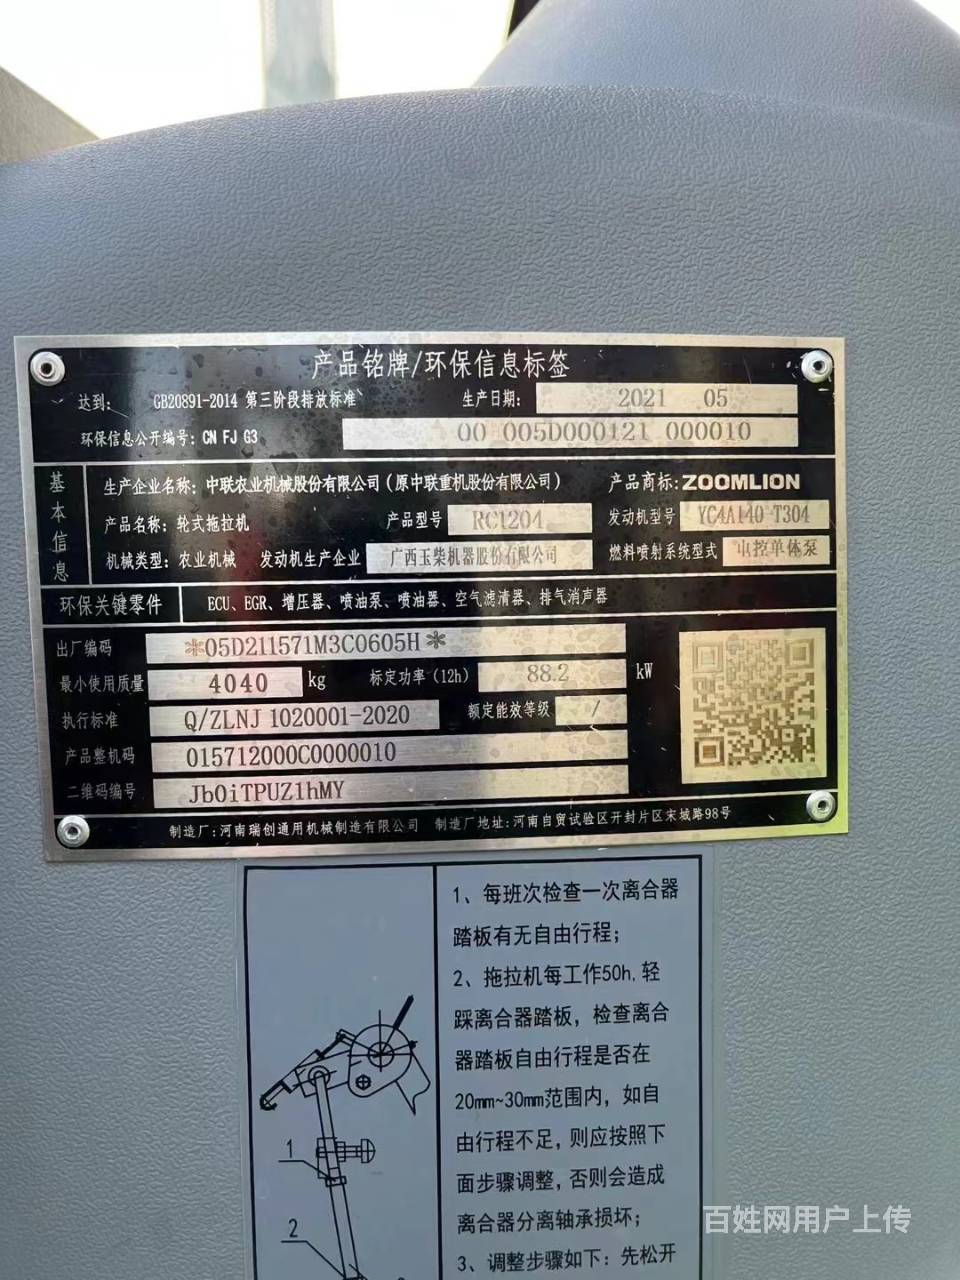 产品铭牌/环保信息标签
达到： GB20891-2014 第三阶段排放标准 生产日期： 2021 05
环保信息公开编号：CN FJ G3 00 005D000121 000010
基本信息
生产企业名称：中联农业机械股份有限公司（原中联重机股份有限公司） 产品商标：ZOOMLION
产品名称：轮式拖拉机 产品型号 RC1204 发动机型号 YC4A140-T304
机械类型：农业机械 发动机生产企业 广西玉柴机器股份有限公司 燃料喷射系统型式 电控单体泵
环保关键零件 ECU、EGR、增压器、喷油泵、喷油器、空气滤清器、排气消声器
出厂编码 *05D211571M3C0605H*
最小使用质量 4040 kg 标定功率（12h） 88.2 kW
执行标准 Q/ZLNJ 1020001-2020 额定能效等级 /
产品整机码 015712000C0000010
二维码编号 Jb0iTPUZ1hMY
制造厂：河南瑞创通用机械制造有限公司 制造厂地址：河南自贸试验区开封片区宋城路98号
1、每班次检查一次离合器
踏板有无自由行程；
2、拖拉机每工作50h，轻
踩离合器踏板，检查离合
器踏板自由行程是否在
20mm~30mm范围内，如自
由行程不足，则应按照下
面步骤调整，否则会造成
离合器分离轴承损坏；
3、调整步骤如下：先松开
1
2
百姓网用户上传